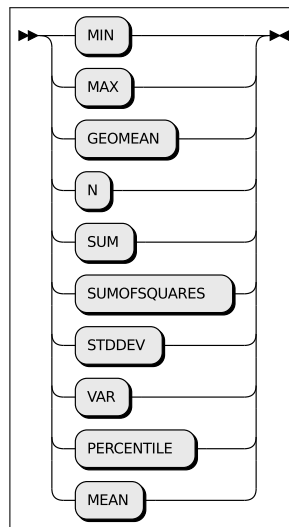 MIN
MAX
GEOMEAN
N
SUM
SUMOFSQUARES
STDDEV
VAR
PERCENTILE
MEAN